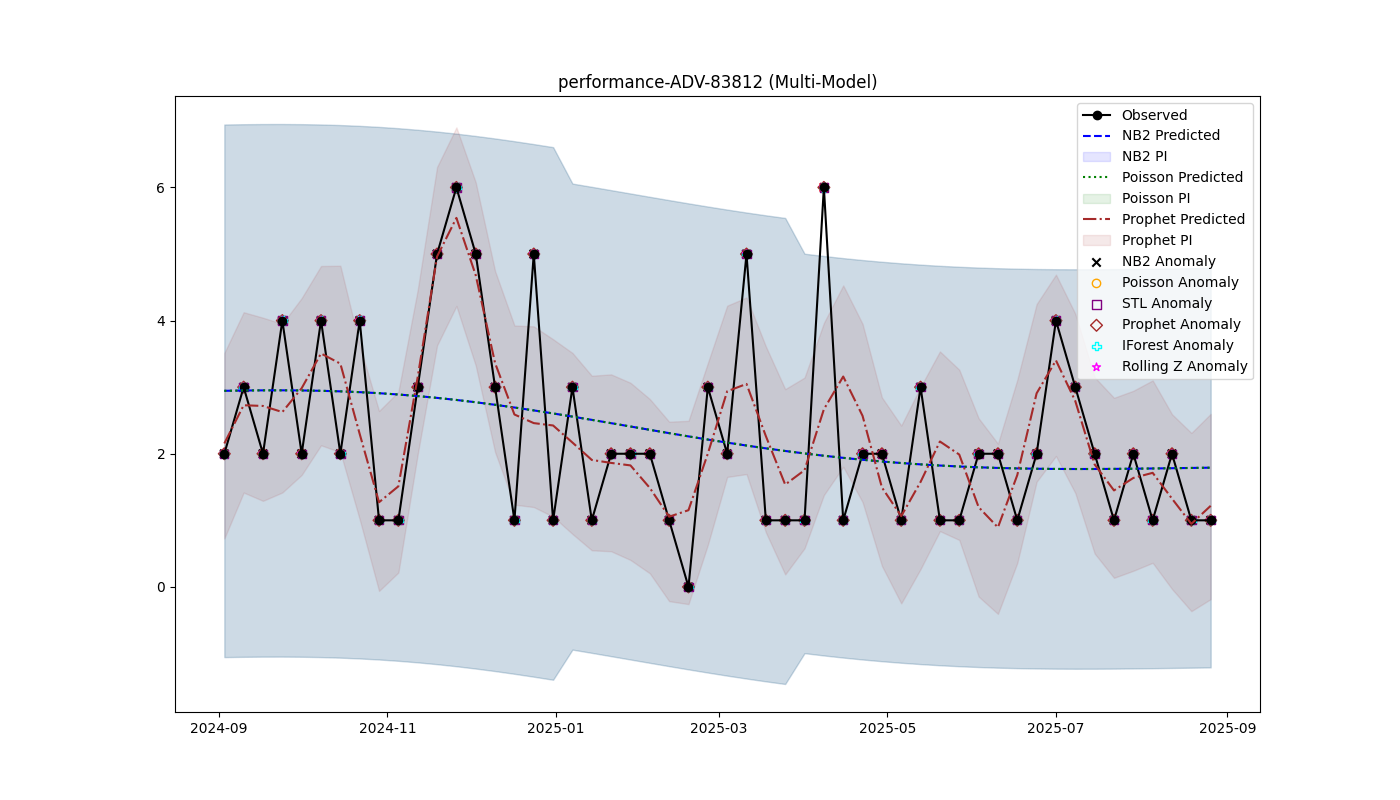 performance-ADV-83812 (Multi-Model)
Observed
NB2 Predicted
NB2 PI
Poisson Predicted
Poisson PI
Prophet Predicted
Prophet PI
NB2 Anomaly
Poisson Anomaly
STL Anomaly
Prophet Anomaly
IForest Anomaly
Rolling Z Anomaly
6
4
2
0
2024-09
2024-11
2025-01
2025-03
2025-05
2025-07
2025-09